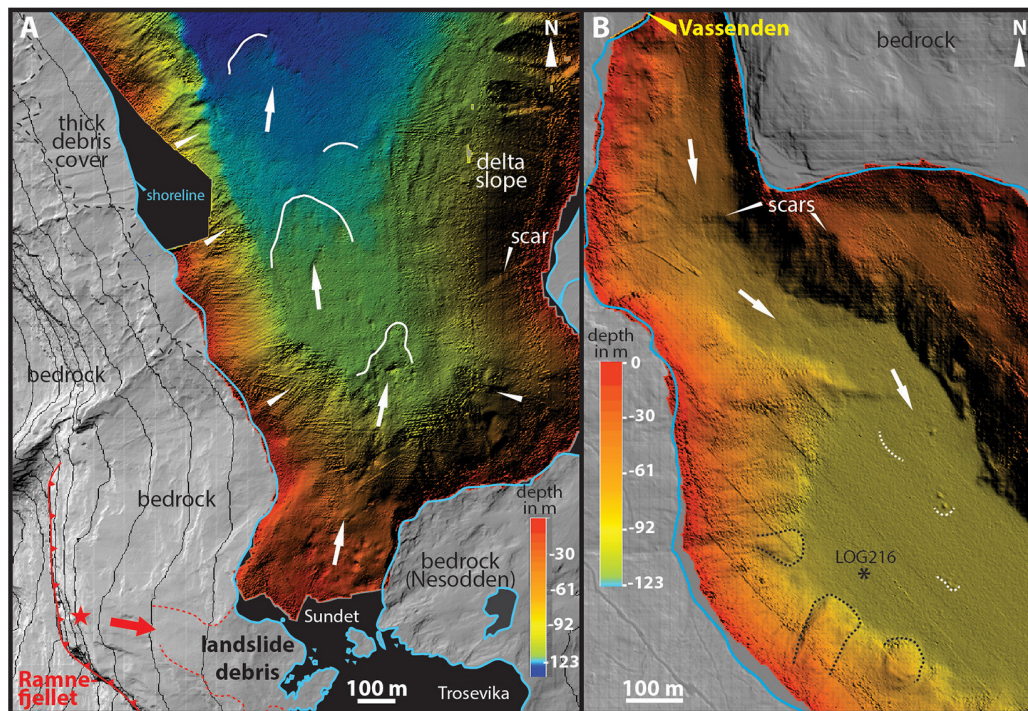 A
N
thick
debris
cover
shoreline
delta
slope
scar
bedrock
bedrock
depth
in m
-30
-61
-92
-123
bedrock
(Nesodden)
Sundet
landslide
debris
Ramne-
fjellet
100 m
Trosevika
B
Vassenden
N
bedrock
scars
depth
in m
0
-30
-61
-92
-123
LOG216
*
100 m